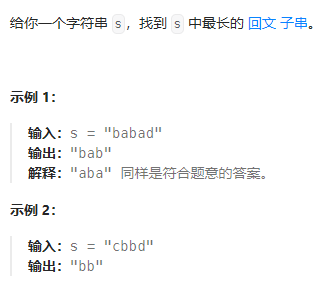 给你一个字符串 s，找到 s 中最长的 回文 子串。
示例 1：
输入：s = "babad"
输出："bab"
解释："aba" 同样是符合题意的答案。
示例 2：
输入：s = "cbbd"
输出："bb"